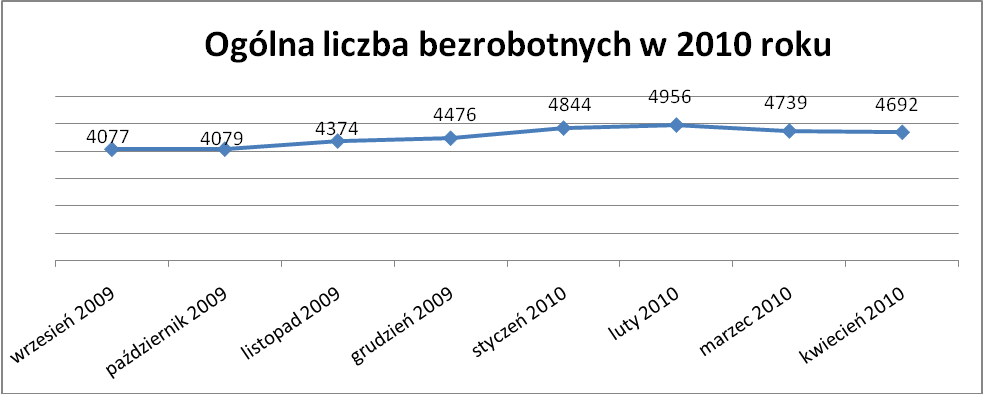 Ogólna liczba bezrobotnych w 2010 roku
4077
4079
4374
4476
4844
4956
4739
4692
wrzesień 2009
październik 2009
listopad 2009
grudzień 2009
styczeń 2010
luty 2010
marzec 2010
kwiecień 2010